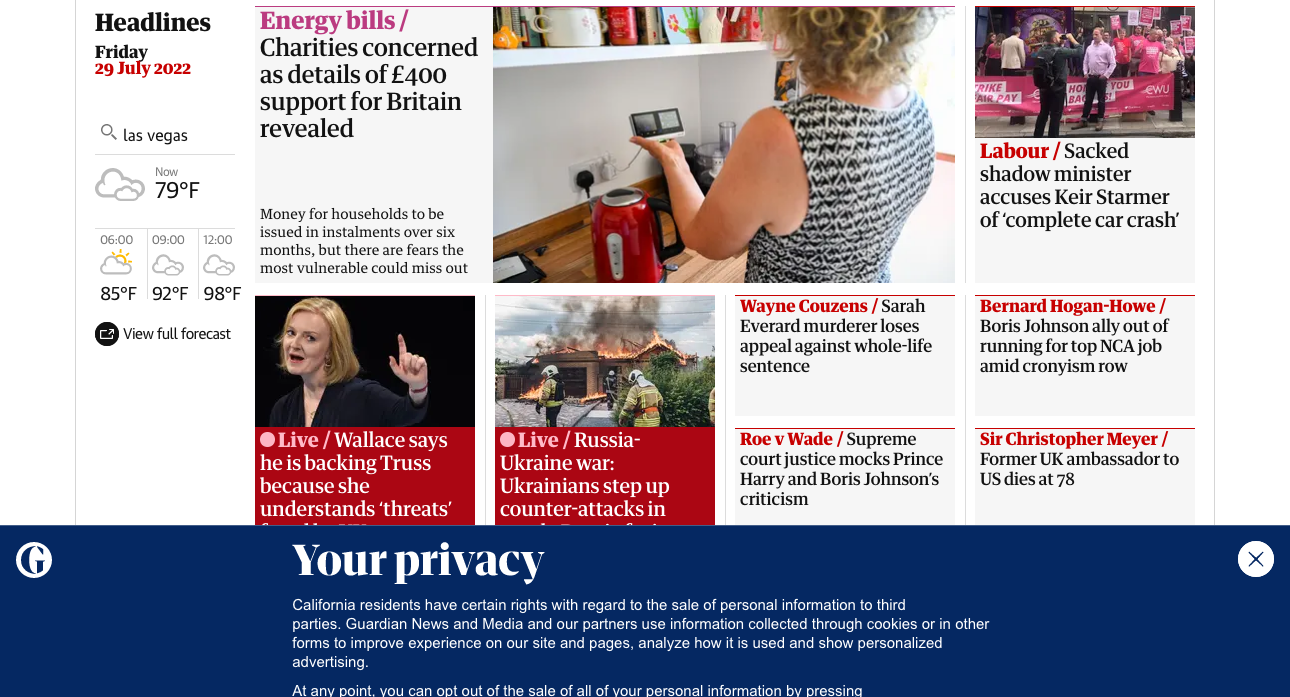 Headlines
Friday
29 July 2022
las vegas
Now
79°F
06:00
09:00
12:00
85°F
92°F
98°F
View full forecast
Energy bills /
Charities concerned
as details of £400
support for Britain
revealed
Money for households to be
issued in instalments over six
months, but there are fears the
most vulnerable could miss out
CWU
Labour / Sacked
shadow minister
accuses Keir Starmer
of ‘complete car crash’
Live / Wallace says
he is backing Truss
because she
understands ‘threats’
Live / Russia-
Ukraine war:
Ukrainians step up
counter-attacks in
Wayne Couzens / Sarah
Everard murderer loses
appeal against whole-life
sentence
Bernard Hogan-Howe /
Boris Johnson ally out of
running for top NCA job
amid cronyism row
Roe v Wade / Supreme
court justice mocks Prince
Harry and Boris Johnson’s
criticism
Sir Christopher Meyer /
Former UK ambassador to
US dies at 78
G
Your privacy
California residents have certain rights with regard to the sale of personal information to third
parties. Guardian News and Media and our partners use information collected through cookies or in other
forms to improve experience on our site and pages, analyze how it is used and show personalized
advertising.
At any point, you can opt out of the sale of all of your personal information by pressing